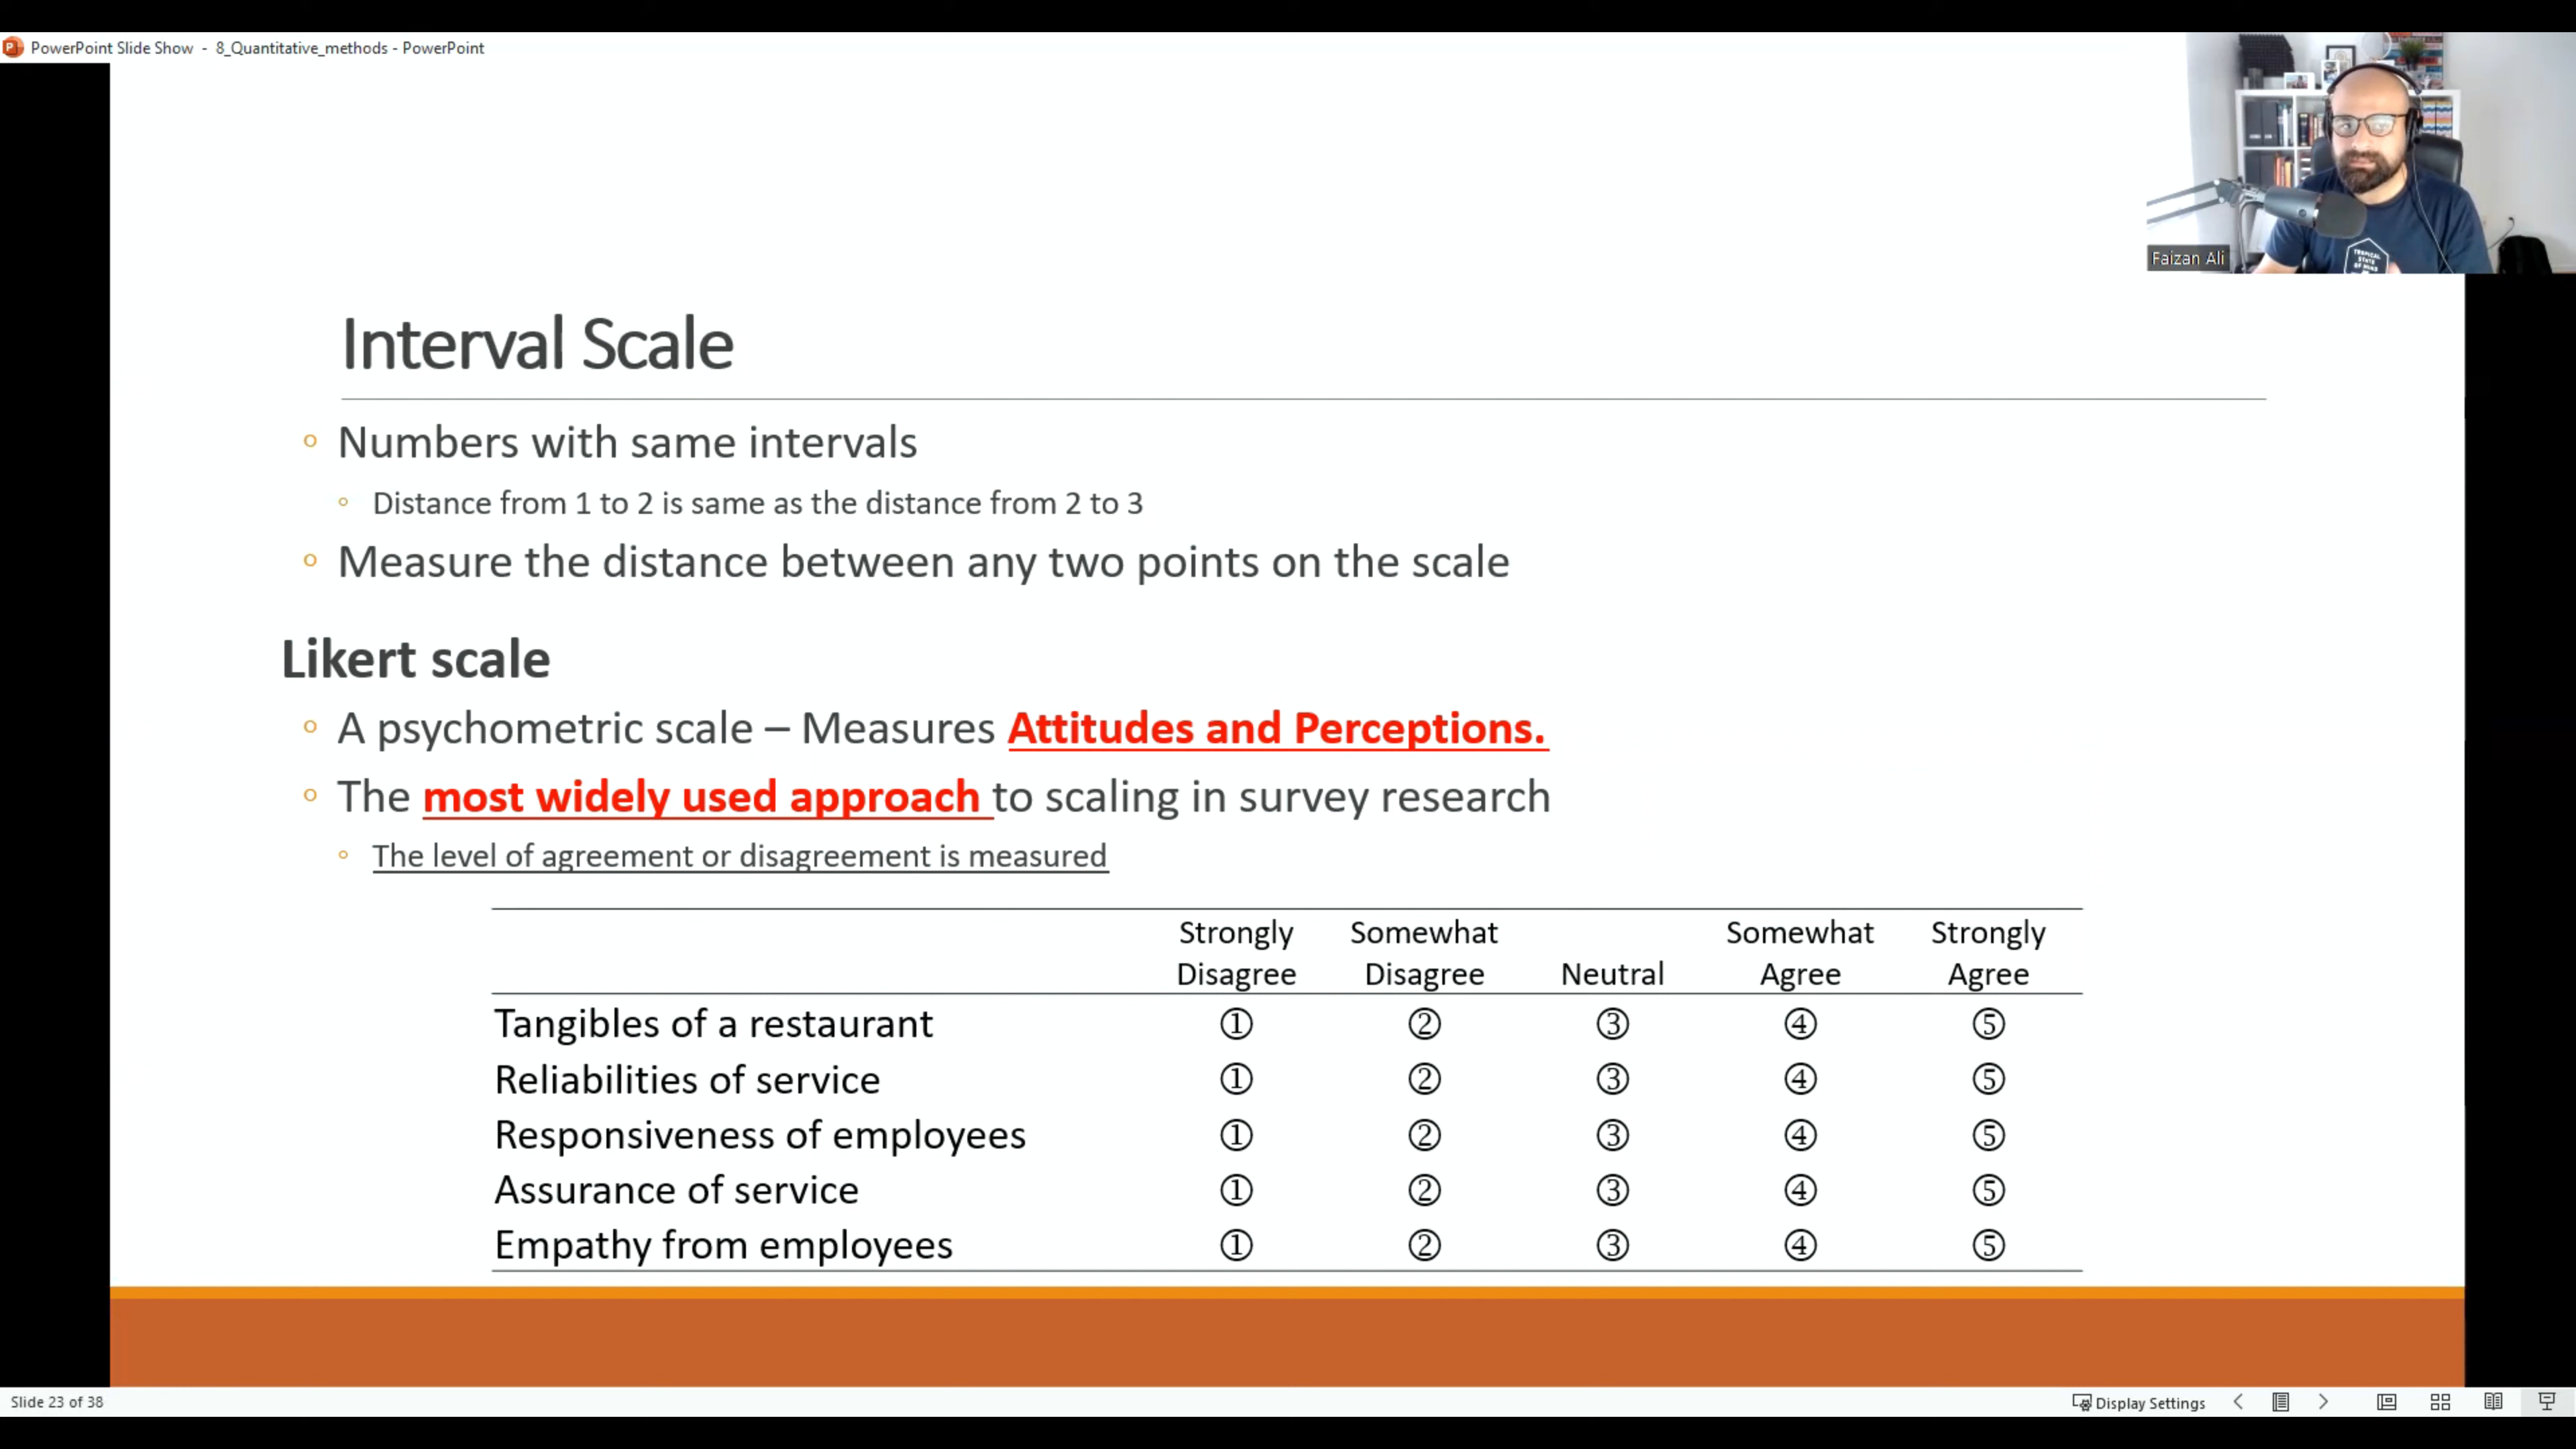 PowerPoint Slide Show - 8_Quantitative_methods - PowerPoint
Faizan Ali
Interval Scale
Numbers with same intervals
Distance from 1 to 2 is same as the distance from 2 to 3
Measure the distance between any two points on the scale
Likert scale
A psychometric scale – Measures Attitudes and Perceptions.
The most widely used approach to scaling in survey research
The level of agreement or disagreement is measured
Strongly Disagree Somewhat Disagree Neutral Somewhat Agree Strongly Agree
Tangibles of a restaurant ① ② ③ ④ ⑤
Reliabilities of service ① ② ③ ④ ⑤
Responsiveness of employees ① ② ③ ④ ⑤
Assurance of service ① ② ③ ④ ⑤
Empathy from employees ① ② ③ ④ ⑤
Slide 23 of 38
Display Settings